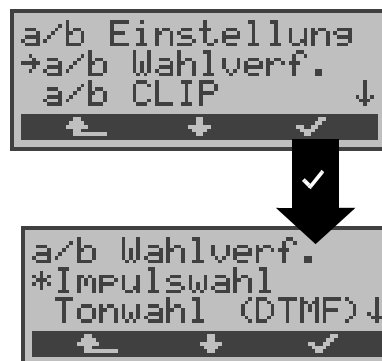 a/b Einstellung
→a/b Wahlverf.
a/b CLIP ↓
a/b Wahlverf.
*Impulswahl
Tonwahl (DTMF)↓